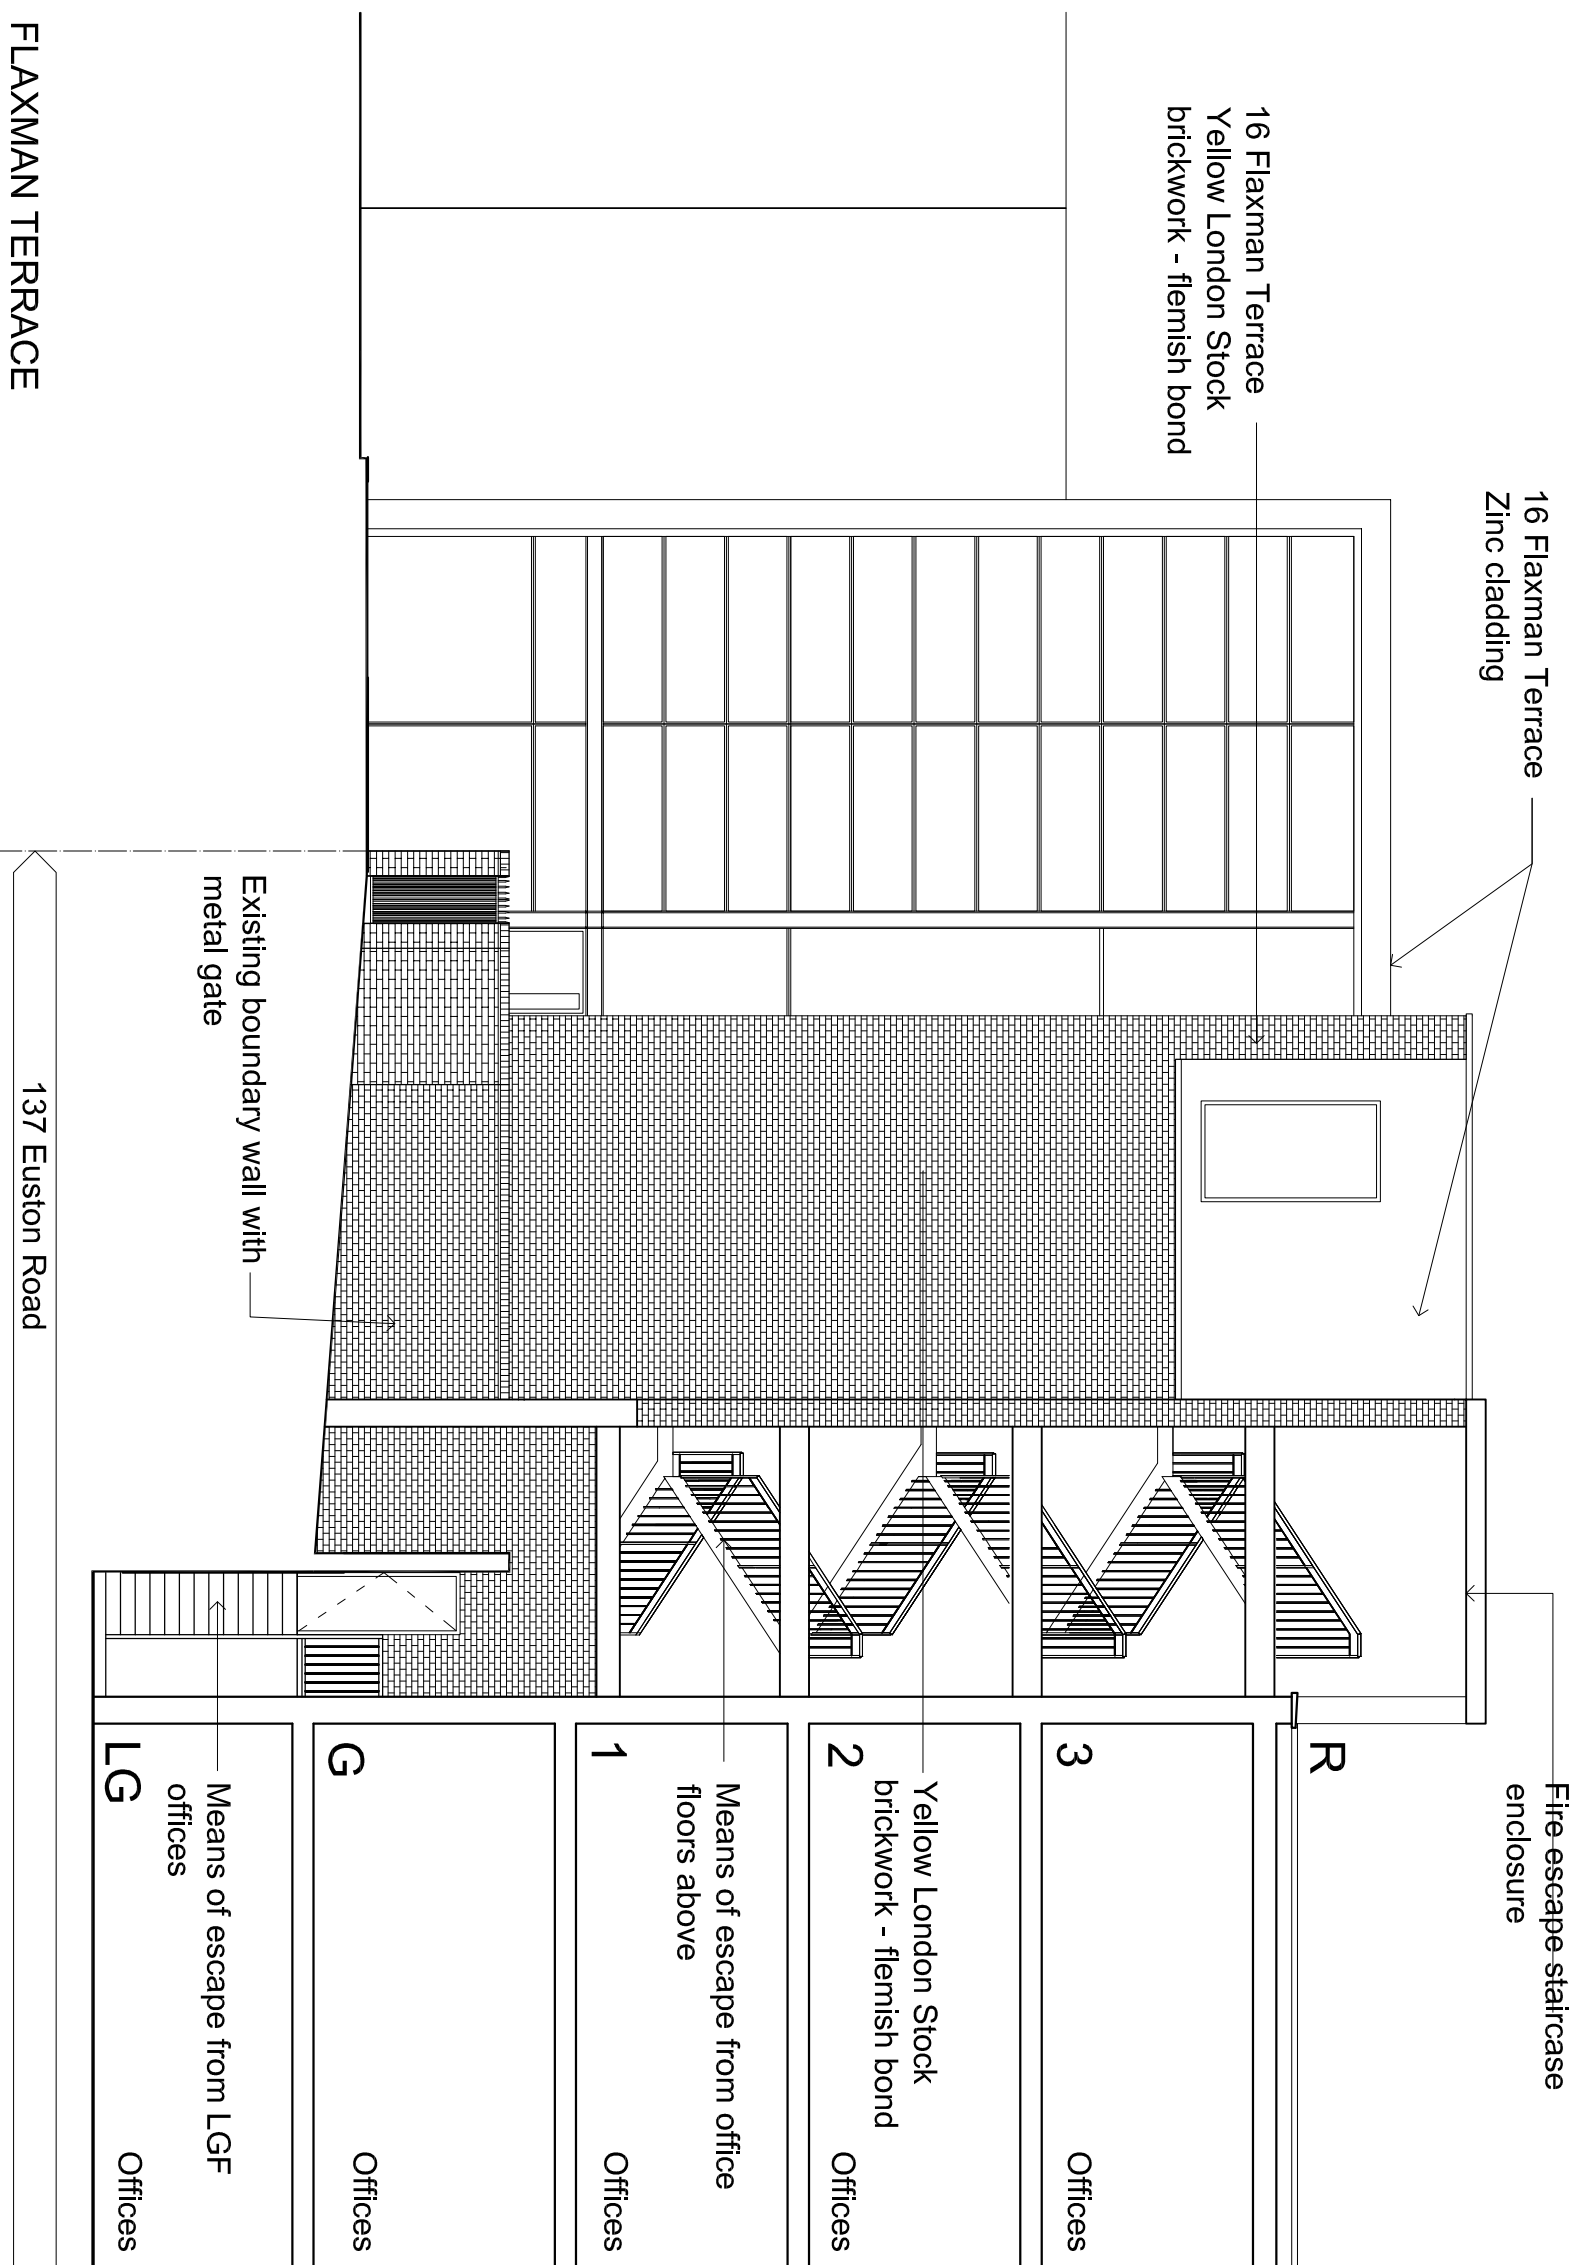 16 Flaxman Terrace
Zinc cladding
Fire escape staircase
enclosure
16 Flaxman Terrace
Yellow London Stock
brickwork - flemish bond
R
3
Offices
Yellow London Stock
brickwork - flemish bond
2
Offices
Means of escape from office
floors above
1
Offices
G
Offices
Existing boundary wall with
metal gate
Means of escape from LGF
offices
LG
Offices
FLAXMAN TERRACE
137 Euston Road